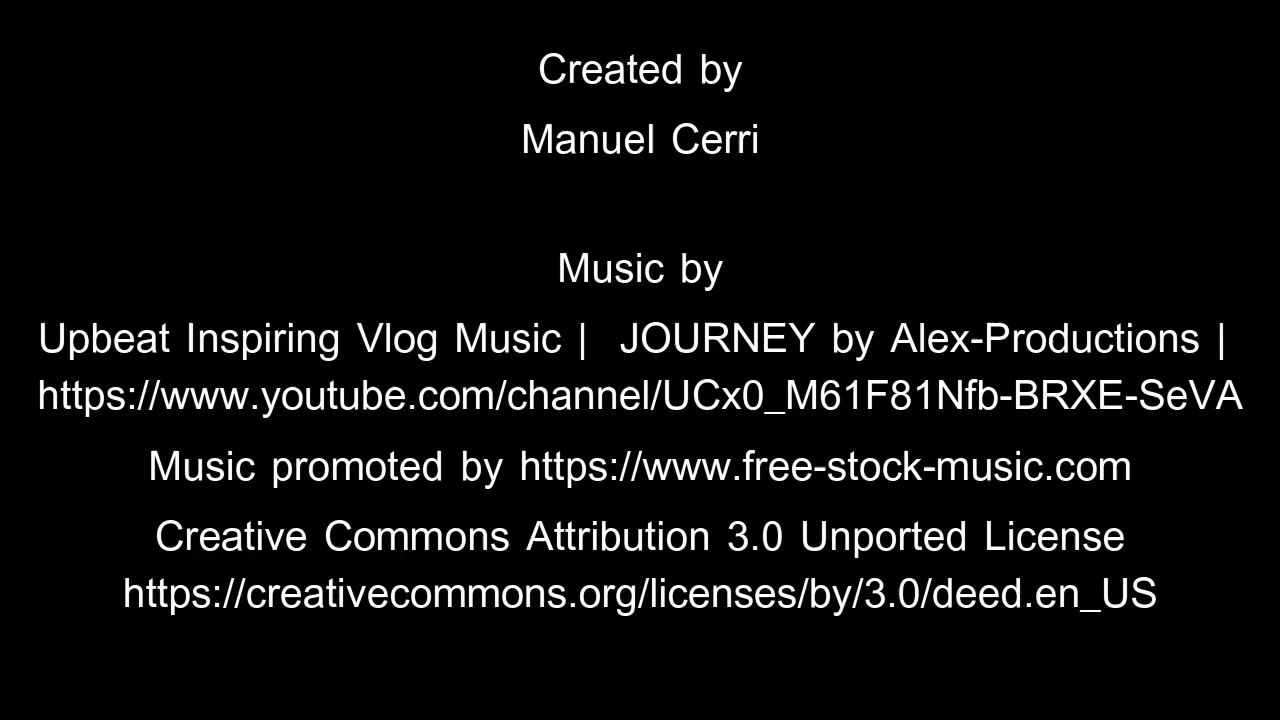 Created by
Manuel Cerri
Music by
Upbeat Inspiring Vlog Music |  JOURNEY by Alex-Productions |
https://www.youtube.com/channel/UCx0_M61F81Nfb-BRXE-SeVA
Music promoted by https://www.free-stock-music.com
Creative Commons Attribution 3.0 Unported License
https://creativecommons.org/licenses/by/3.0/deed.en_US